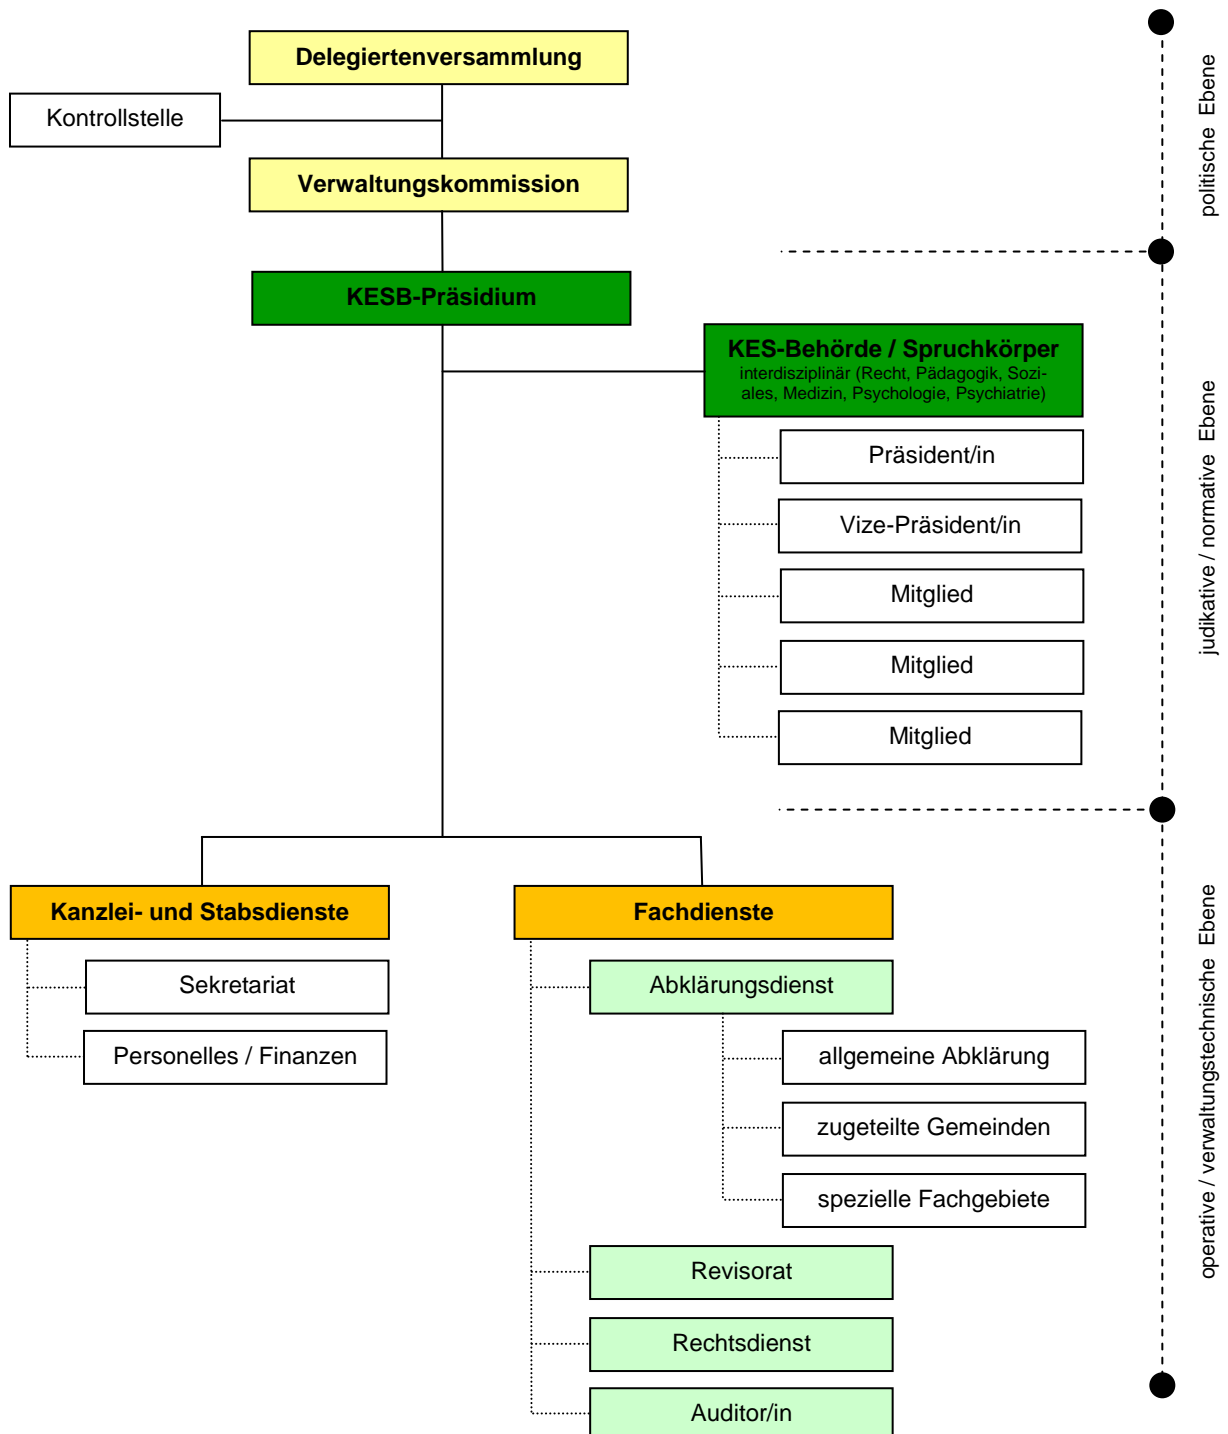 Delegiertenversammlung
Kontrollstelle
Verwaltungskommission
politische Ebene
KESB-Präsidium
KES-Behörde / Spruchkörper
interdisziplinär (Recht, Pädagogik, Sozi-
ales, Medizin, Psychologie, Psychiatrie)
Präsident/in
Vize-Präsident/in
Mitglied
Mitglied
Mitglied
judikative / normative Ebene
Kanzlei- und Stabsdienste
Sekretariat
Personelles / Finanzen
Fachdienste
Abklärungsdienst
allgemeine Abklärung
zugeteilte Gemeinden
spezielle Fachgebiete
Revisorat
Rechtsdienst
Auditor/in
operative / verwaltungstechnische Ebene